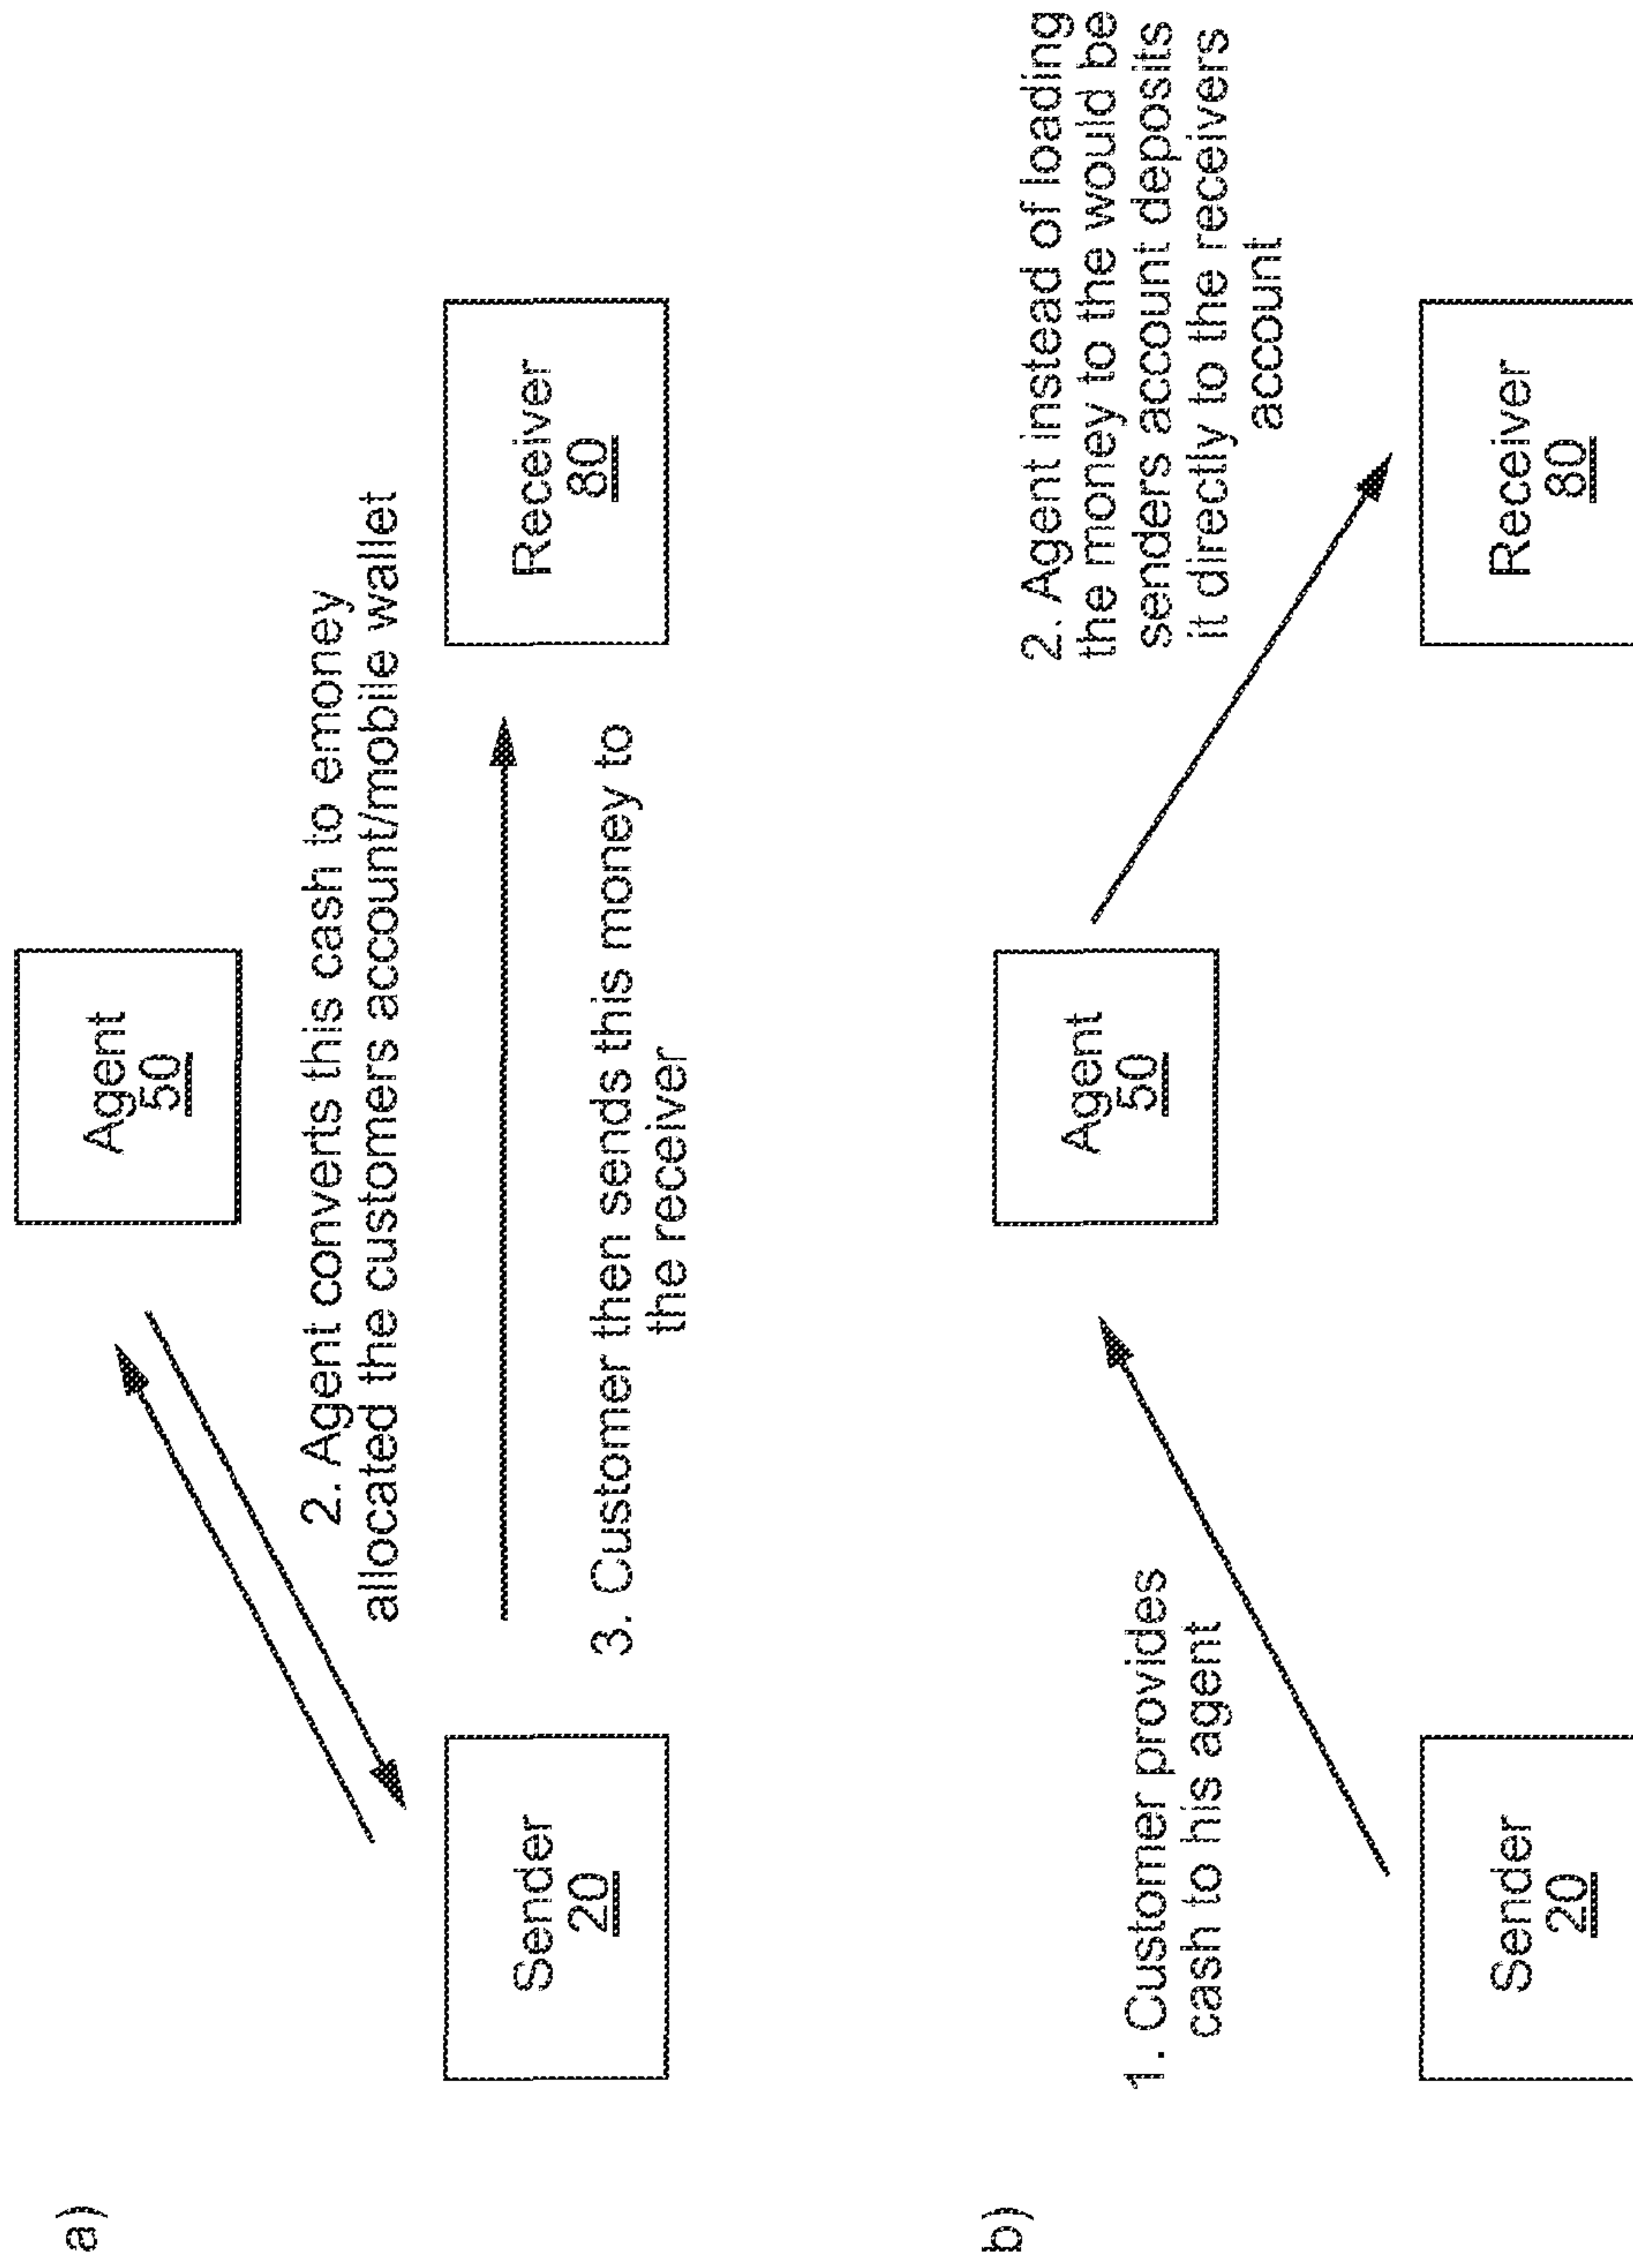 a)
Agent
50
2. Agent converts this cash to emoney
allocated the customers account/mobile wallet
Sender
20
Receiver
80
3. Customer then sends this money to
the receiver
b)
1. Customer provides
cash to his agent
Agent
50
2. Agent instead of loading
the money to the would be
senders account deposits
it directly to the receivers
account
Sender
20
Receiver
80